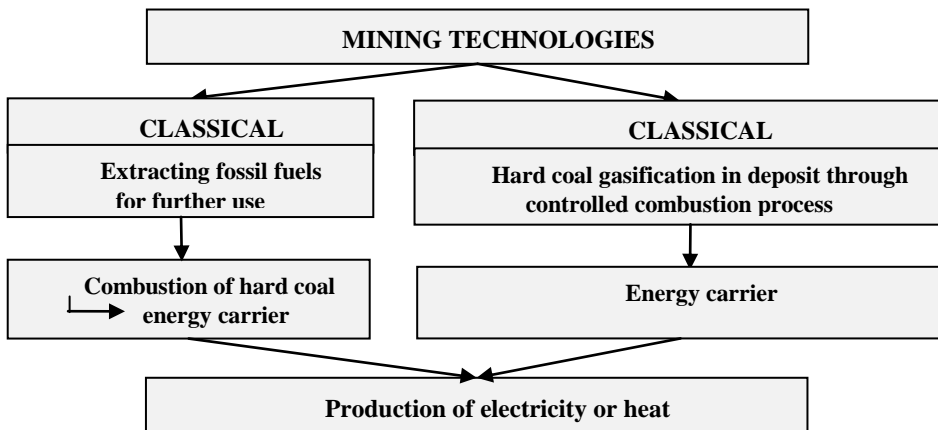 MINING TECHNOLOGIES
CLASSICAL
Extracting fossil fuels
for further use
Combustion of hard coal
energy carrier
CLASSICAL
Hard coal gasification in deposit through
controlled combustion process
Energy carrier
Production of electricity or heat